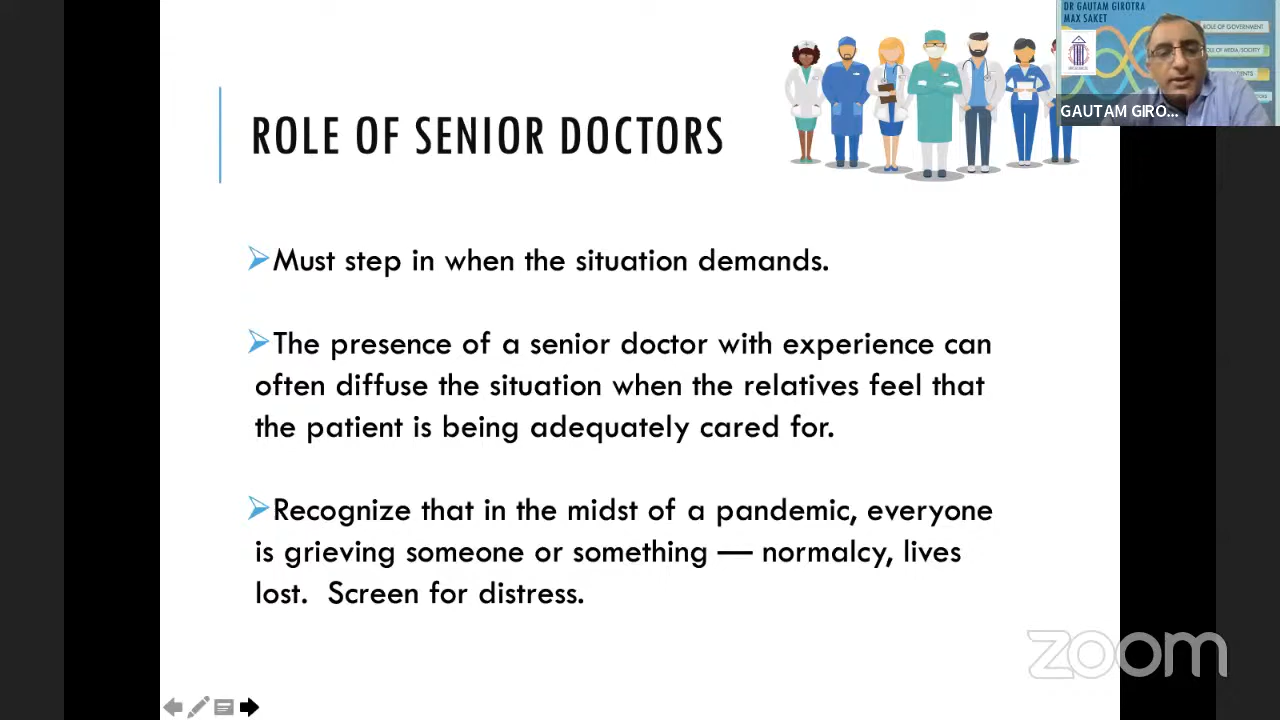 DR GAUTAM GIROTRA
MAX SAKET
ROLE OF GOVERNMENT
GAUTAM GIRO...
ROLE OF SENIOR DOCTORS
➢Must step in when the situation demands.
➢The presence of a senior doctor with experience can
often diffuse the situation when the relatives feel that
the patient is being adequately cared for.
➢Recognize that in the midst of a pandemic, everyone
is grieving someone or something — normalcy, lives
lost. Screen for distress.
zoom